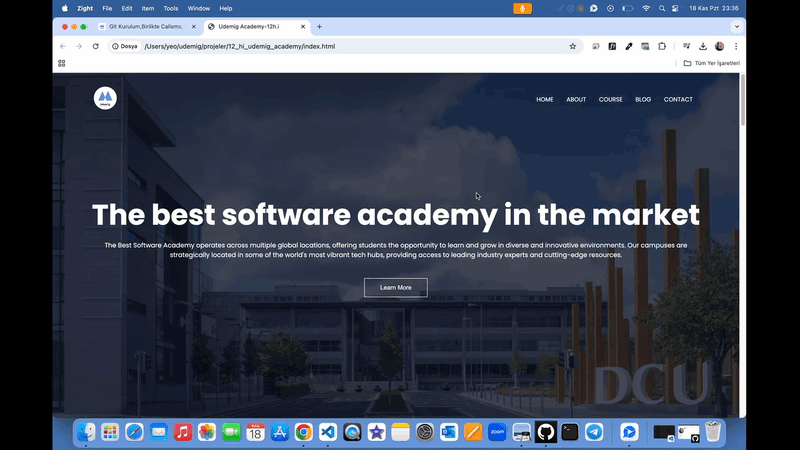 Zight File Edit Item Tools Window Help
18 Kas Pzt 23:36
Git Kurulum,Birlikte Calismo,
Udemig Academy-12h.i
Dosya /Users/yeo/udemig/projeler/12_hi_udemig_academy/index.html
Tüm Yer İşaretleri
HOME ABOUT COURSE BLOG CONTACT
The best software academy in the market
The Best Software Academy operates across multiple global locations, offering students the opportunity to learn and grow in diverse and innovative environments. Our campuses are
strategically located in some of the world's most vibrant tech hubs, providing access to leading industry experts and cutting-edge resources.
Learn More
DCU
18
zoom